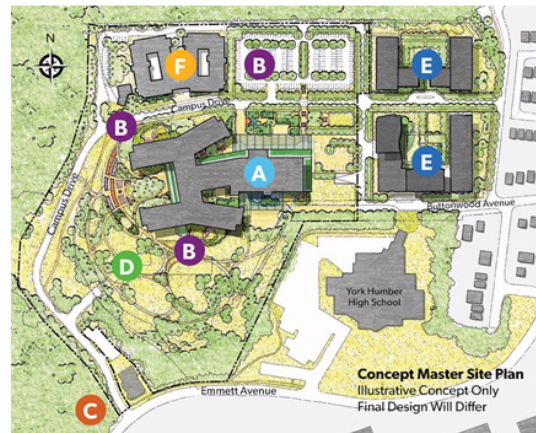 N
F
B
E
Campus Drive
B
A
E
Campus Drive
Buttonwood Avenue
B
D
York Humber
High School
Concept Master Site Plan
Illustrative Concept Only
Final Design Will Differ
Emmett Avenue
C